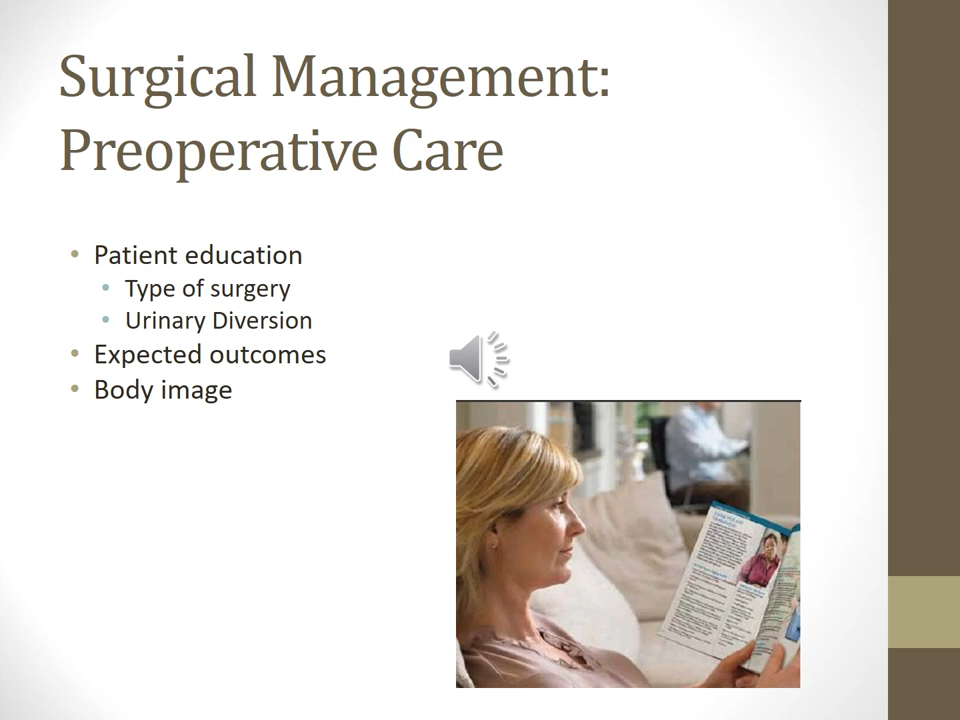 Surgical Management:
Preoperative Care
• Patient education
• Type of surgery
• Urinary Diversion
• Expected outcomes
• Body image